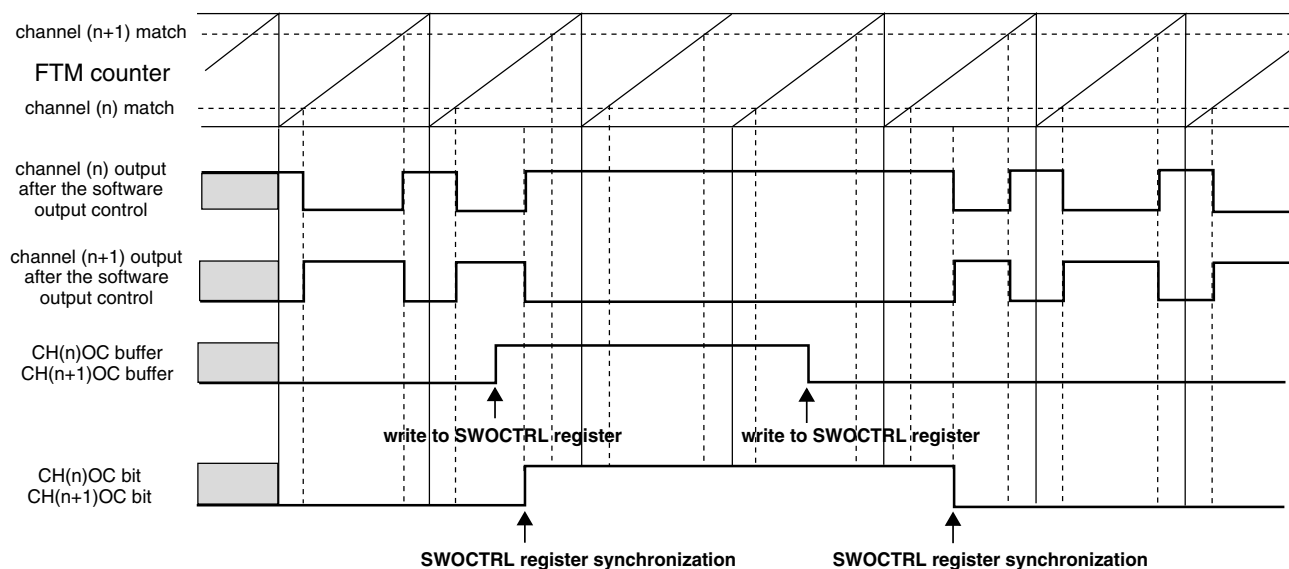 channel (n+1) match
FTM counter
channel (n) match
channel (n) output
after the software
output control
channel (n+1) output
after the software
output control
CH(n)OC buffer
CH(n+1)OC buffer
write to SWOCTRL register
write to SWOCTRL register
CH(n)OC bit
CH(n+1)OC bit
SWOCTRL register synchronization
SWOCTRL register synchronization